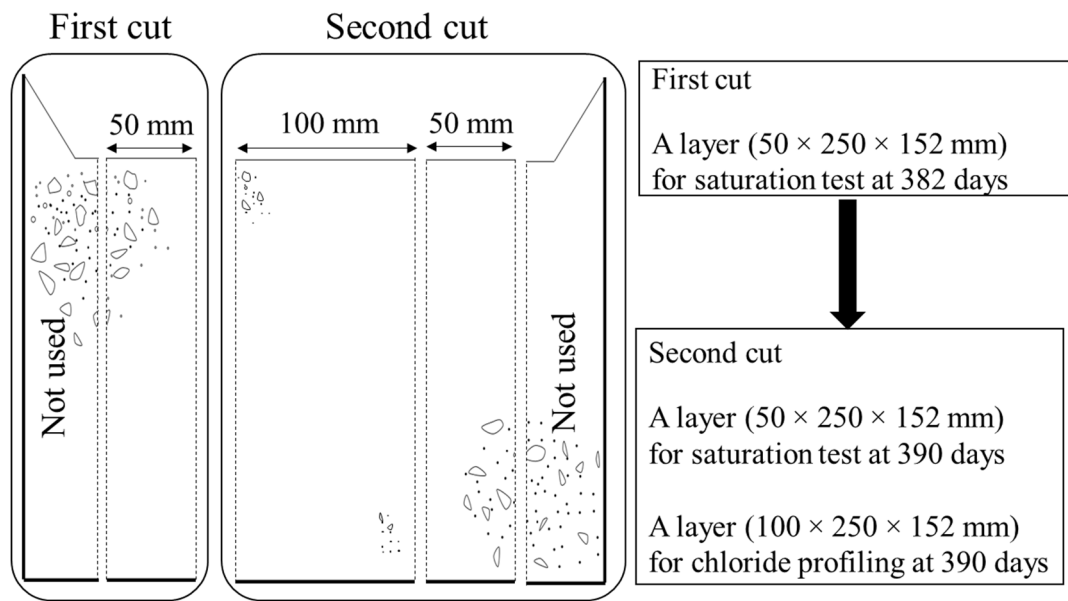 First cut
Second cut
50 mm
100 mm
50 mm
Not used
Not used
First cut
A layer (50 × 250 × 152 mm)
for saturation test at 382 days
Second cut
A layer (50 × 250 × 152 mm)
for saturation test at 390 days
A layer (100 × 250 × 152 mm)
for chloride profiling at 390 days